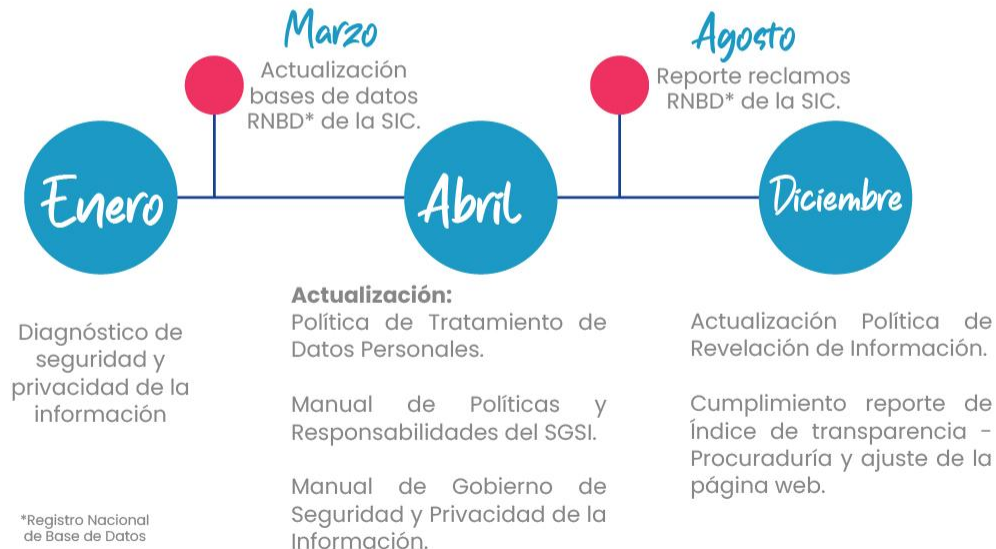 Marzo
Actualización
bases de datos
RNBD* de la SIC.
Agosto
Reporte reclamos
RNBD* de la SIC.
Enero
Abril
Diciembre
Diagnóstico de
seguridad y
privacidad de la
información
Actualización:
Política de Tratamiento de
Datos Personales.
Manual de Políticas y
Responsabilidades del SGSI.
Manual de Gobierno de
Seguridad y Privacidad de la
Información.
Actualización Política de
Revelación de Información.
Cumplimiento reporte de
Índice de transparencia -
Procuraduría y ajuste de la
página web.
*Registro Nacional
de Base de Datos